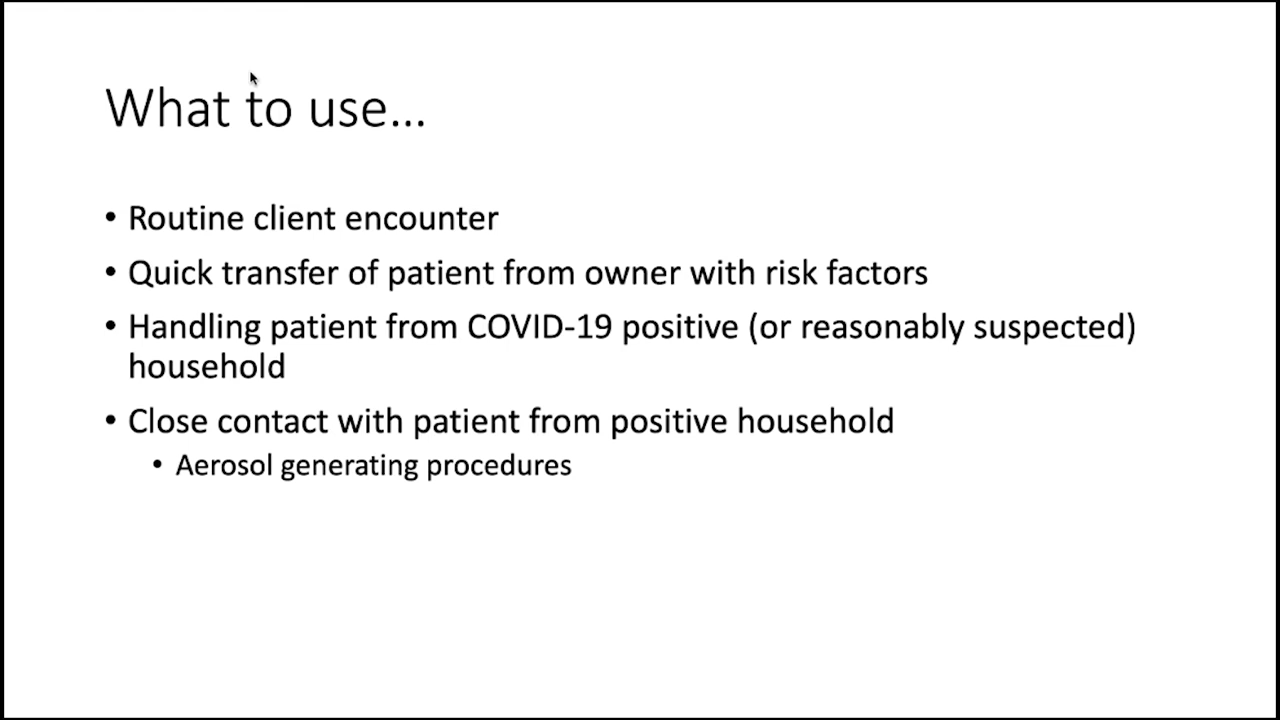 What to use...
• Routine client encounter
• Quick transfer of patient from owner with risk factors
• Handling patient from COVID-19 positive (or reasonably suspected)
household
• Close contact with patient from positive household
• Aerosol generating procedures